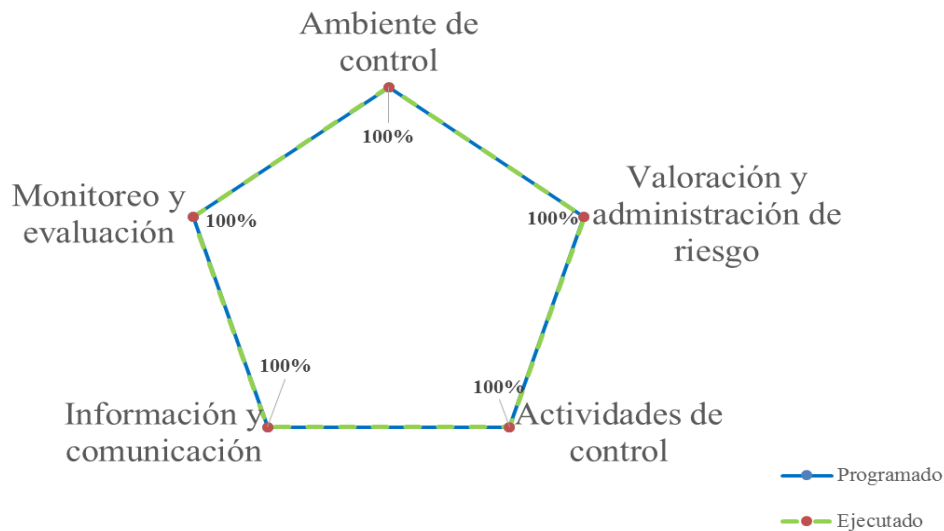 Ambiente de
control
100%
Monitoreo y
evaluación
100%
100%
Valoración y
administración de
riesgo
100%
100%
Información y
comunicación
Actividades de
control
Programado
Ejecutado